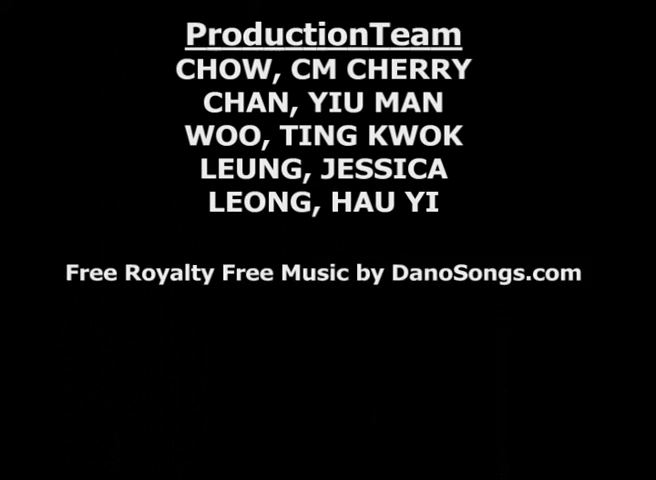 ProductionTeam
CHOW, CM CHERRY
CHAN, YIU MAN
WOO, TING KWOK
LEUNG, JESSICA
LEONG, HAU YI
Free Royalty Free Music by DanoSongs.com